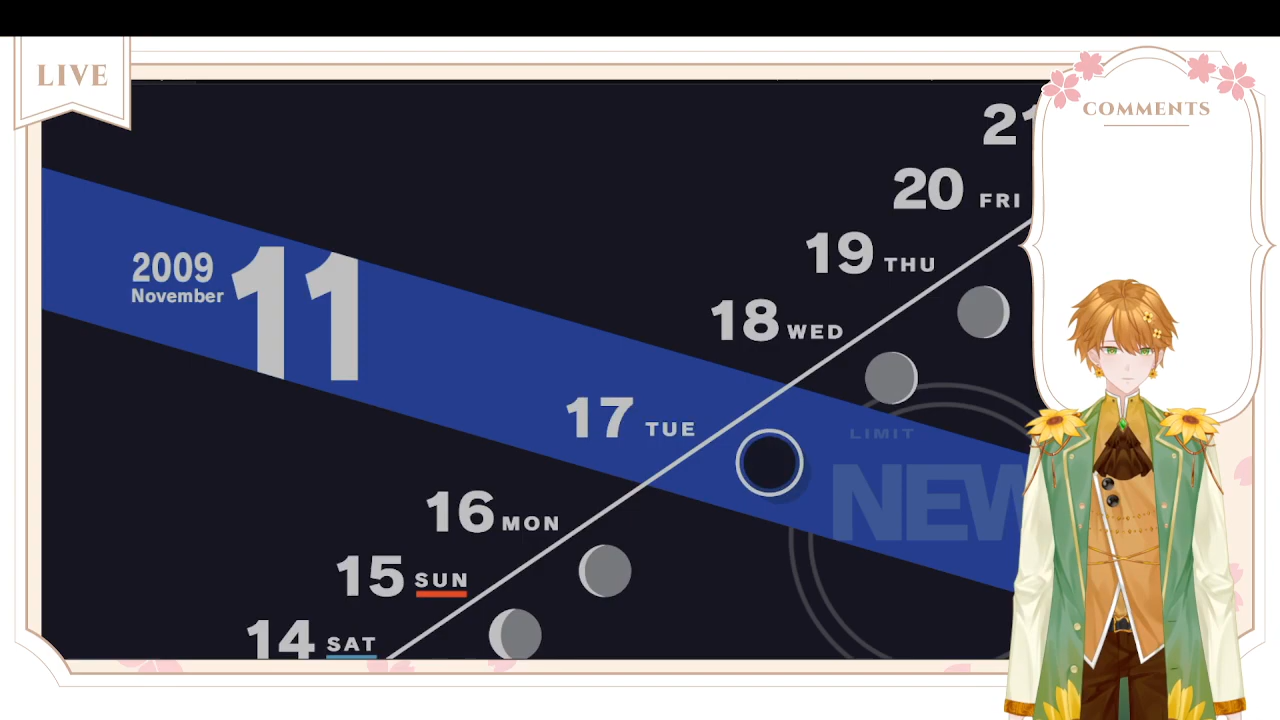 LIVE
COMMENTS
21
20 FRI
19 THU
18 WED
2009
November
11
17 TUE
LIMIT
NEW
16 MON
15 SUN
14 SAT